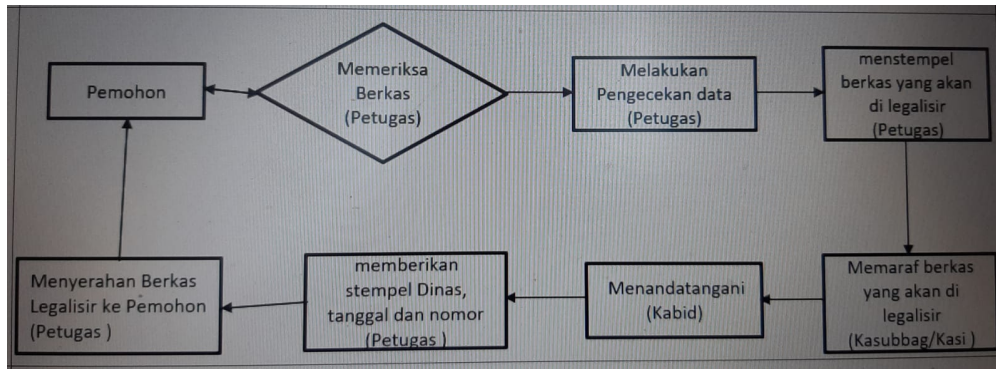 Pemohon
Memeriksa
Berkas
(Petugas)
Melakukan
Pengecekan data
(Petugas)
menstempel
berkas yang akan
di legalisir
(Petugas)
Memaraf berkas
yang akan di
legalisir
(Kasubbag/Kasi )
Menandatangani
(Kabid)
memberikan
stempel Dinas,
tanggal dan nomor
(Petugas )
Menyerahan Berkas
Legalisir ke Pemohon
(Petugas )